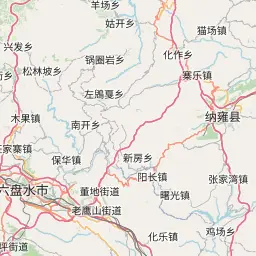 羊场乡
姑开乡
猫场镇
兴发乡
化作乡
锅圈岩乡
松林坡乡
寨乐镇
左鸠戛乡
木果镇
纳雍县
南开乡
保华镇
新房乡
阳长镇
张家湾镇
六盘水市
董地街道
曙光镇
老鹰山街道
化乐镇
鸡场乡
坪街道